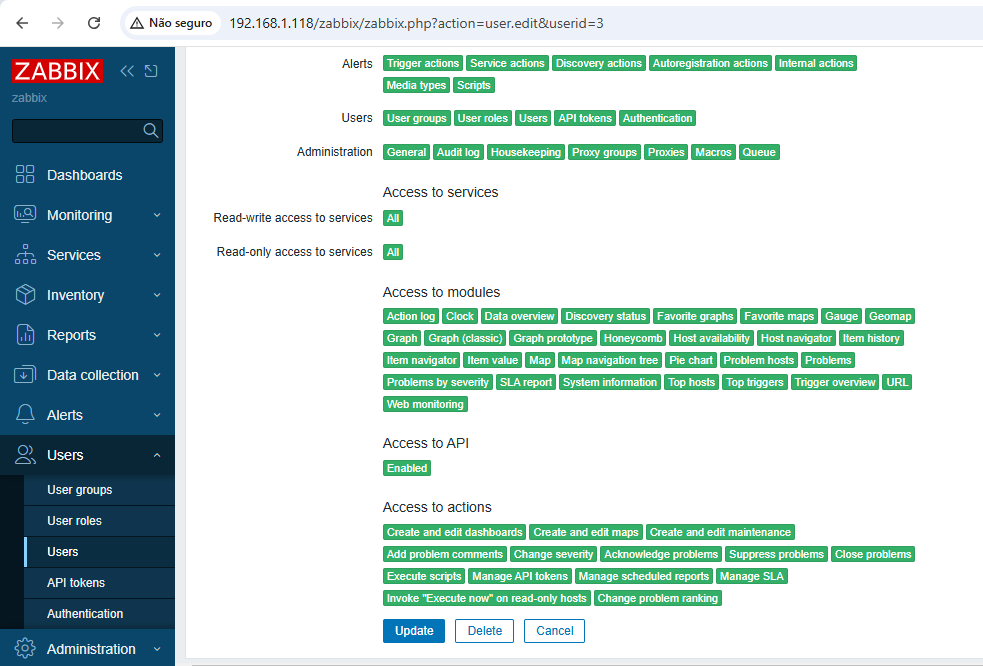 Não seguro 192.168.1.118/zabbix/zabbix.php?action=user.edit&userid=3
ZABBIX
zabbix
Dashboards
Monitoring
Services
Inventory
Reports
Data collection
Alerts
Users
User groups
User roles
Users
API tokens
Authentication
Administration
Alerts Trigger actions Service actions Discovery actions Autoregistration actions Internal actions
Media types Scripts
Users User groups User roles Users API tokens Authentication
Administration General Audit log Housekeeping Proxy groups Proxies Macros Queue
Access to services
Read-write access to services All
Read-only access to services All
Access to modules
Action log Clock Data overview Discovery status Favorite graphs Favorite maps Gauge Geomap
Graph Graph (classic) Graph prototype Honeycomb Host availability Host navigator Item history
Item navigator Item value Map Map navigation tree Pie chart Problem hosts Problems
Problems by severity SLA report System information Top hosts Top triggers Trigger overview URL
Web monitoring
Access to API
Enabled
Access to actions
Create and edit dashboards Create and edit maps Create and edit maintenance
Add problem comments Change severity Acknowledge problems Suppress problems Close problems
Execute scripts Manage API tokens Manage scheduled reports Manage SLA
Invoke "Execute now" on read-only hosts Change problem ranking
Update Delete Cancel